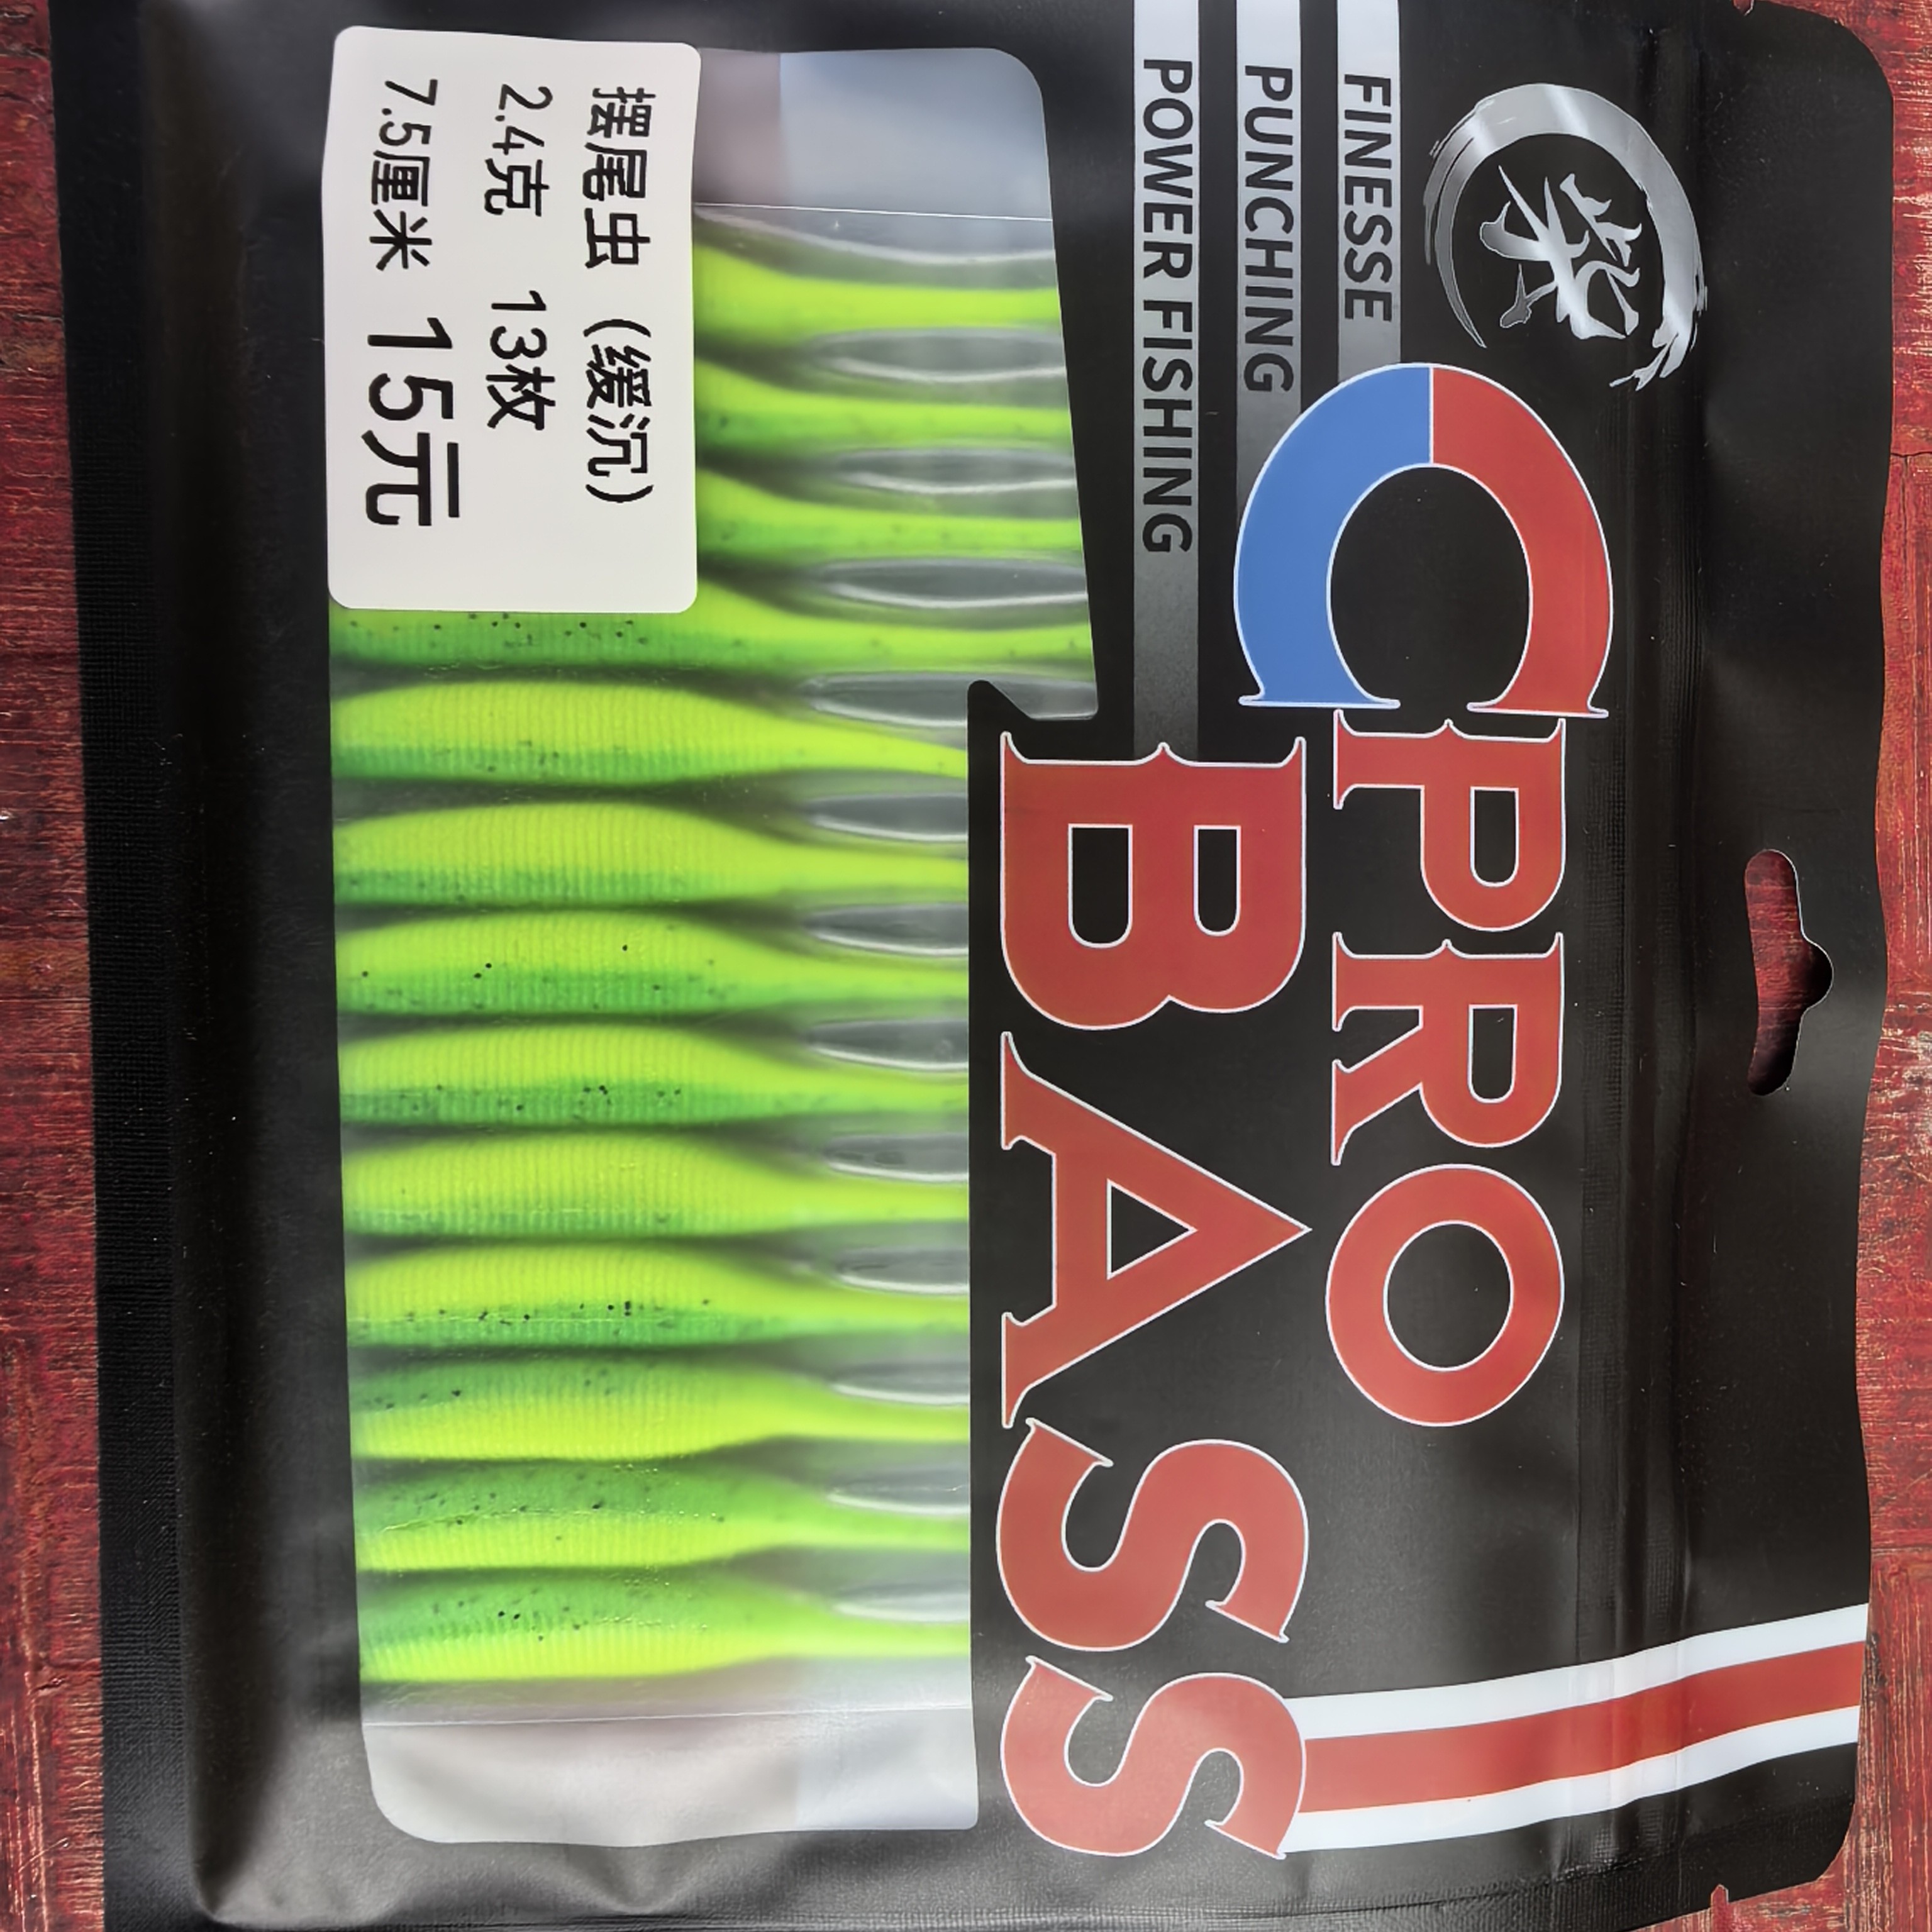 FINESSE
PUNCHING
POWER FISHING
CPRO
BASS
摆尾虫（缓沉）
2.4克 13枚
7.5厘米 15元